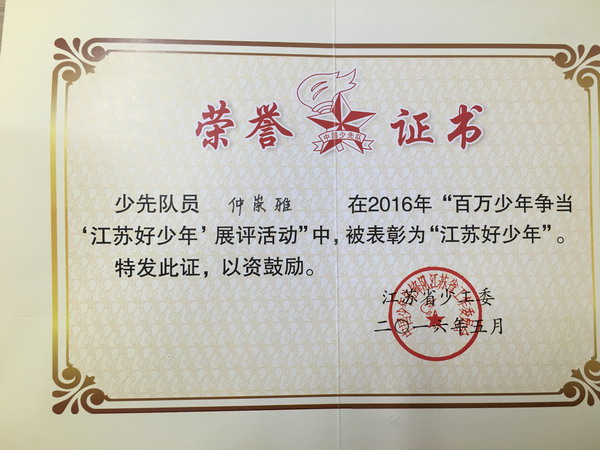 荣誉证书
中国少先队
少先队员 仲崴雅 在2016年“百万少年争当
‘江苏好少年’展评活动”中，被表彰为“江苏好少年”。
特发此证，以资鼓励。
江苏省少工委
二〇一六年五月